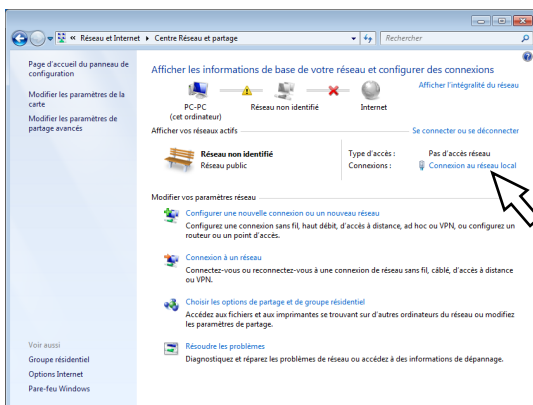 Réseau et Internet Centre Réseau et partage Rechercher
Page d'accueil du panneau de configuration
Modifier les paramètres de la carte
Modifier les paramètres de partage avancés
Afficher les informations de base de votre réseau et configurer des connexions
Afficher l'intégralité du réseau
PC-PC
(cet ordinateur)
Réseau non identifié
Internet
Afficher vos réseaux actifs
Se connecter ou se déconnecter
Réseau non identifié
Réseau public
Type d'accès : Pas d'accès réseau
Connexions : Connexion au réseau local
Modifier vos paramètres réseau
Configurer une nouvelle connexion ou un nouveau réseau
Configurez une connexion sans fil, haut débit, d'accès à distance, ad hoc ou VPN, ou configurez un
routeur ou un point d'accès.
Connexion à un réseau
Connectez-vous ou reconnectez-vous à une connexion de réseau sans fil, câblé, d'accès à distance
ou VPN.
Choisir les options de partage et de groupe résidentiel
Accédez aux fichiers et aux imprimantes se trouvant sur d'autres ordinateurs du réseau ou modifiez
les paramètres de partage.
Résoudre les problèmes
Diagnostiquez et réparez les problèmes de réseau ou accédez à des informations de dépannage.
Voir aussi
Groupe résidentiel
Options Internet
Pare-feu Windows